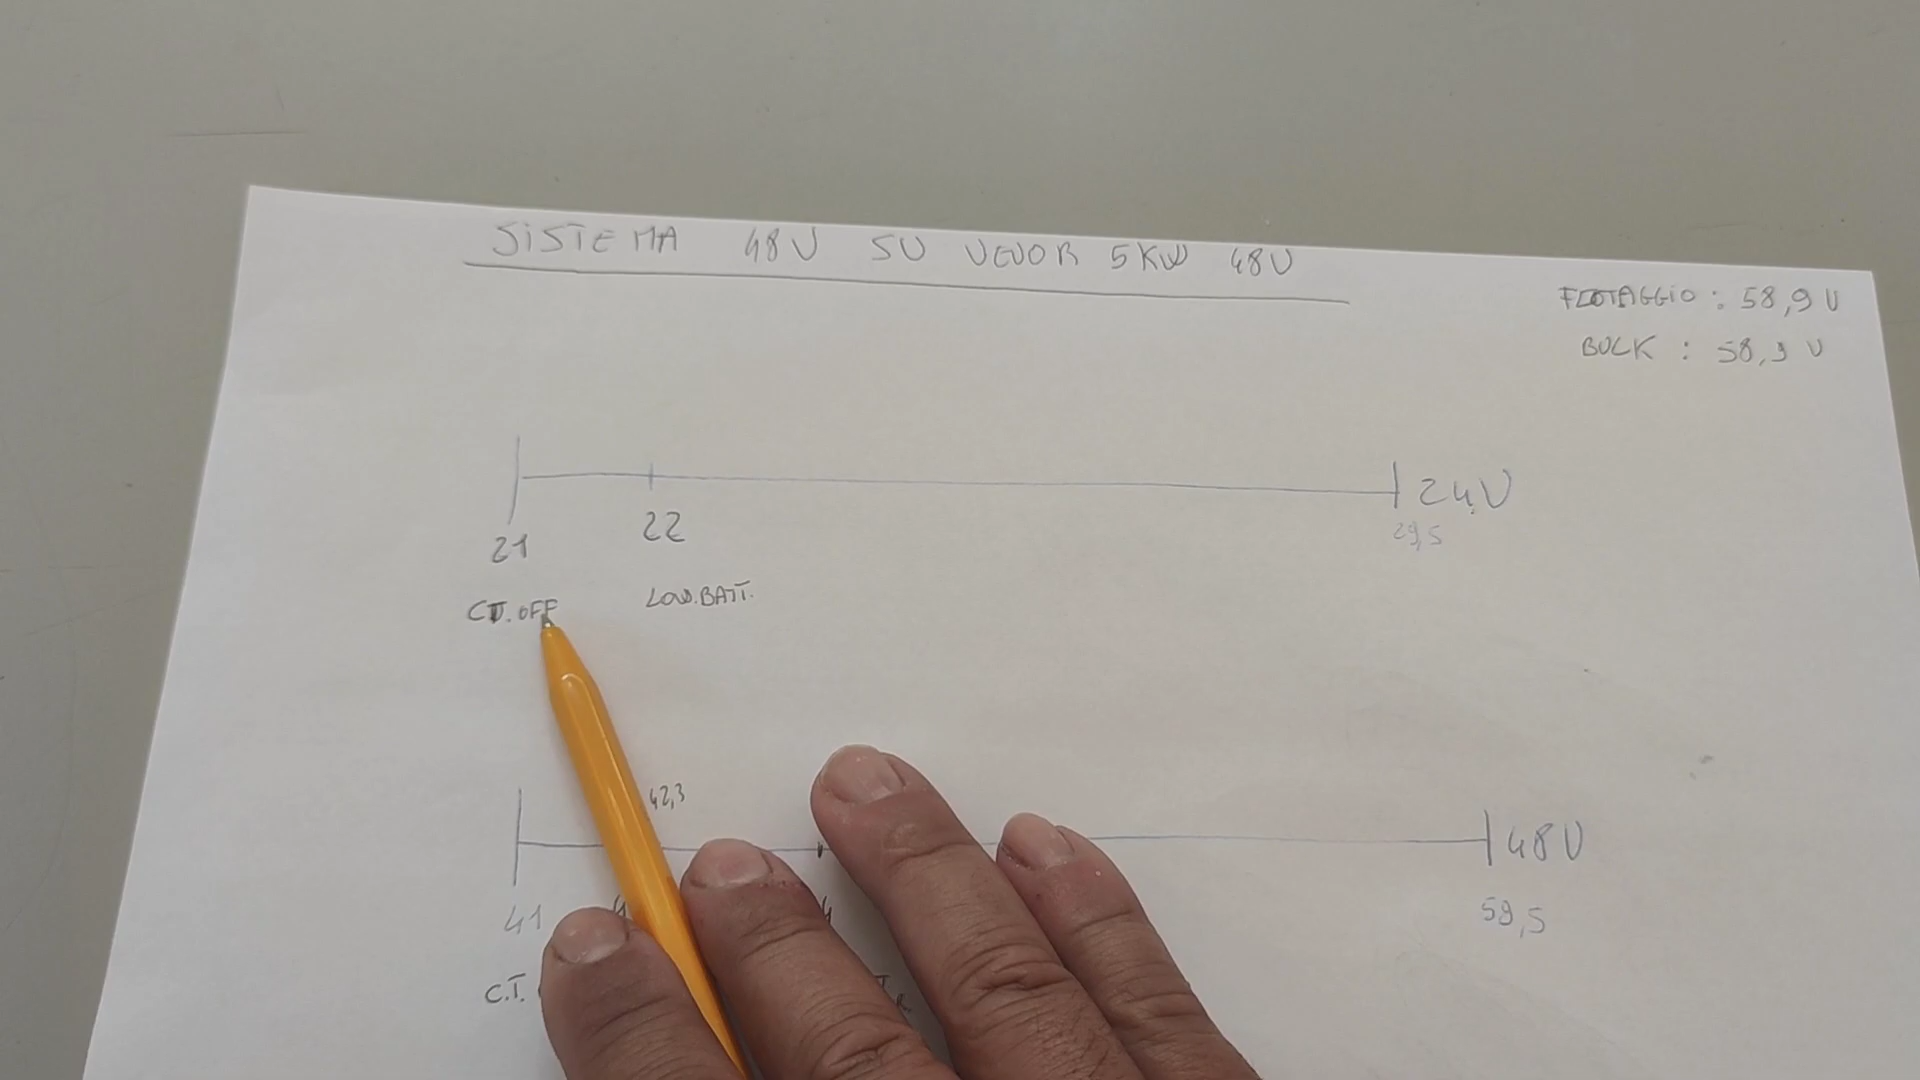 SISTEMA 48V SU VEVOR 5KW 48V
FLOTAGGIO : 58,9 V
BULK : 58,9 V
24V
21
22
29,5
CT. OFF
LOW.BATT.
42,3
48V
41
59,5
C.T.